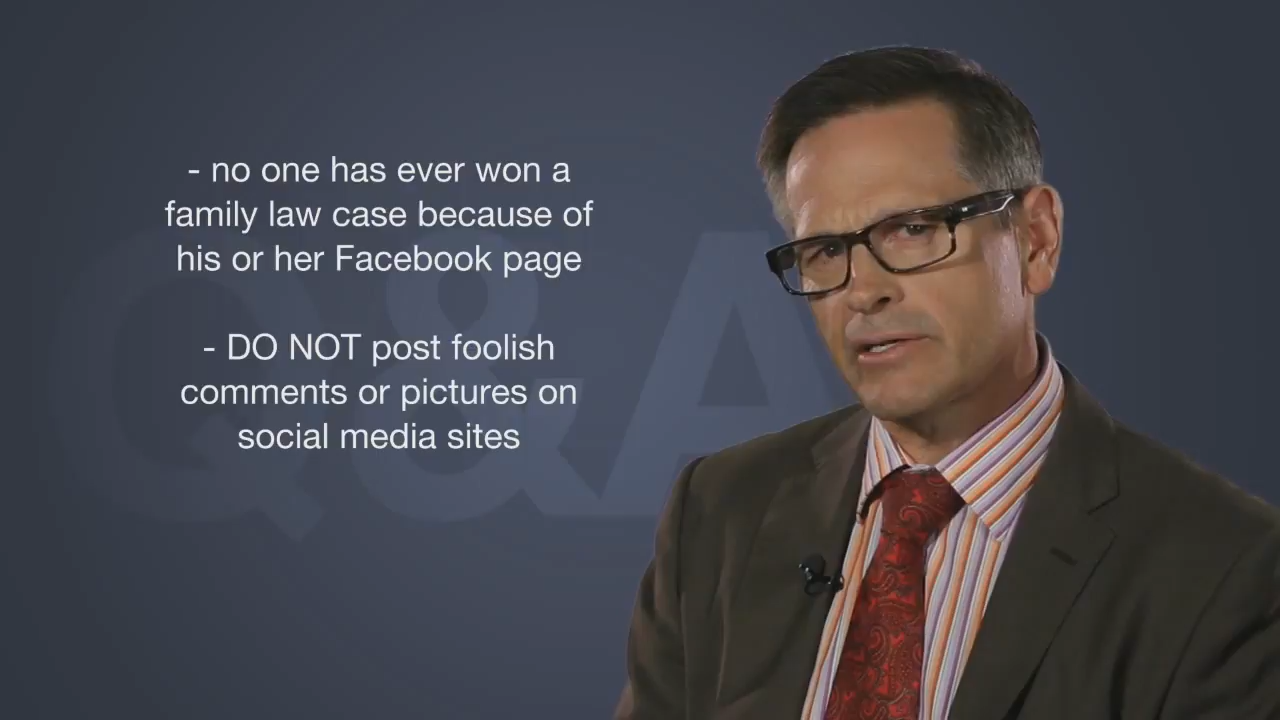 - no one has ever won a
family law case because of
his or her Facebook page
- DO NOT post foolish
comments or pictures on
social media sites
Q&A